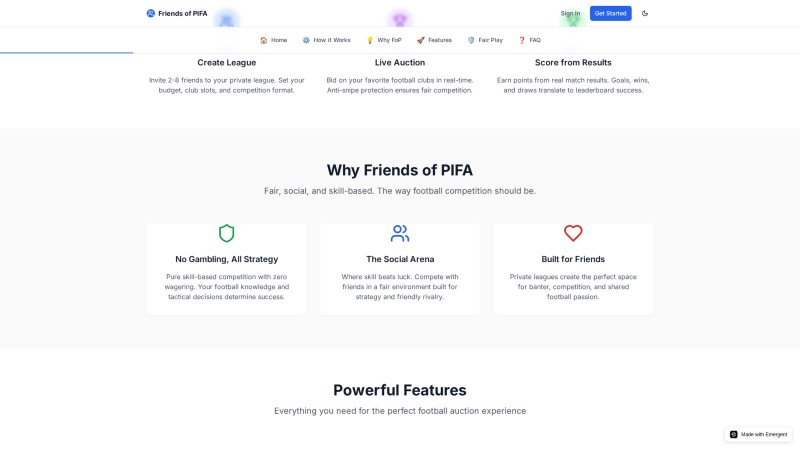 Friends of PIFA
Sign In
Get Started
🏠 Home
⚙️ How it Works
💡 Why FoP
🚀 Features
🛡️ Fair Play
❓ FAQ
Create League
Invite 2-8 friends to your private league. Set your
budget, club slots, and competition format.
Live Auction
Bid on your favorite football clubs in real-time.
Anti-snipe protection ensures fair competition.
Score from Results
Earn points from real match results. Goals, wins,
and draws translate to leaderboard success.
Why Friends of PIFA
Fair, social, and skill-based. The way football competition should be.
No Gambling, All Strategy
Pure skill-based competition with zero
wagering. Your football knowledge and
tactical decisions determine success.
The Social Arena
Where skill beats luck. Compete with
friends in a fair environment built for
strategy and friendly rivalry.
Built for Friends
Private leagues create the perfect space
for banter, competition, and shared
football passion.
Powerful Features
Everything you need for the perfect football auction experience
Made with Emergent